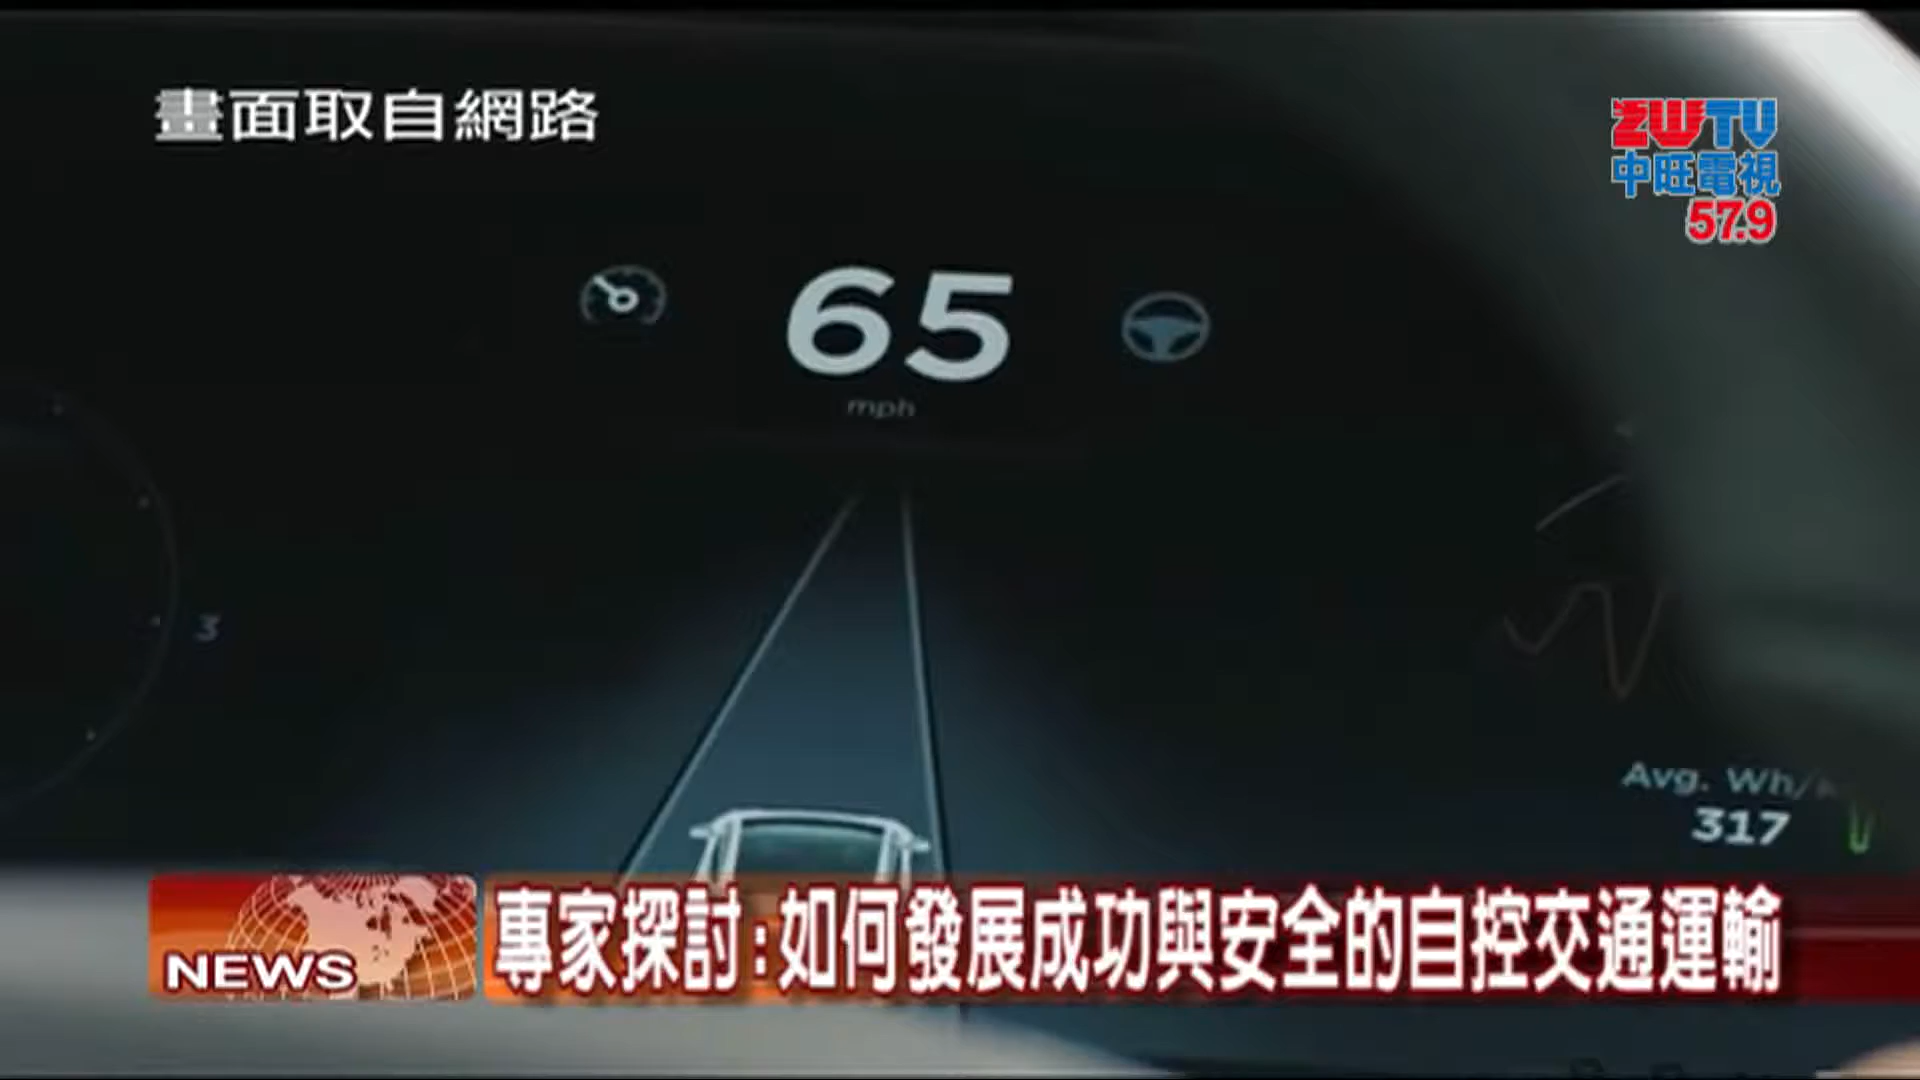 畫面取自網路
ZWTV
中旺電視
57.9
65
mph
3
Avg. Wh/
317
NEWS
專家探討:如何發展成功與安全的自控交通運輸